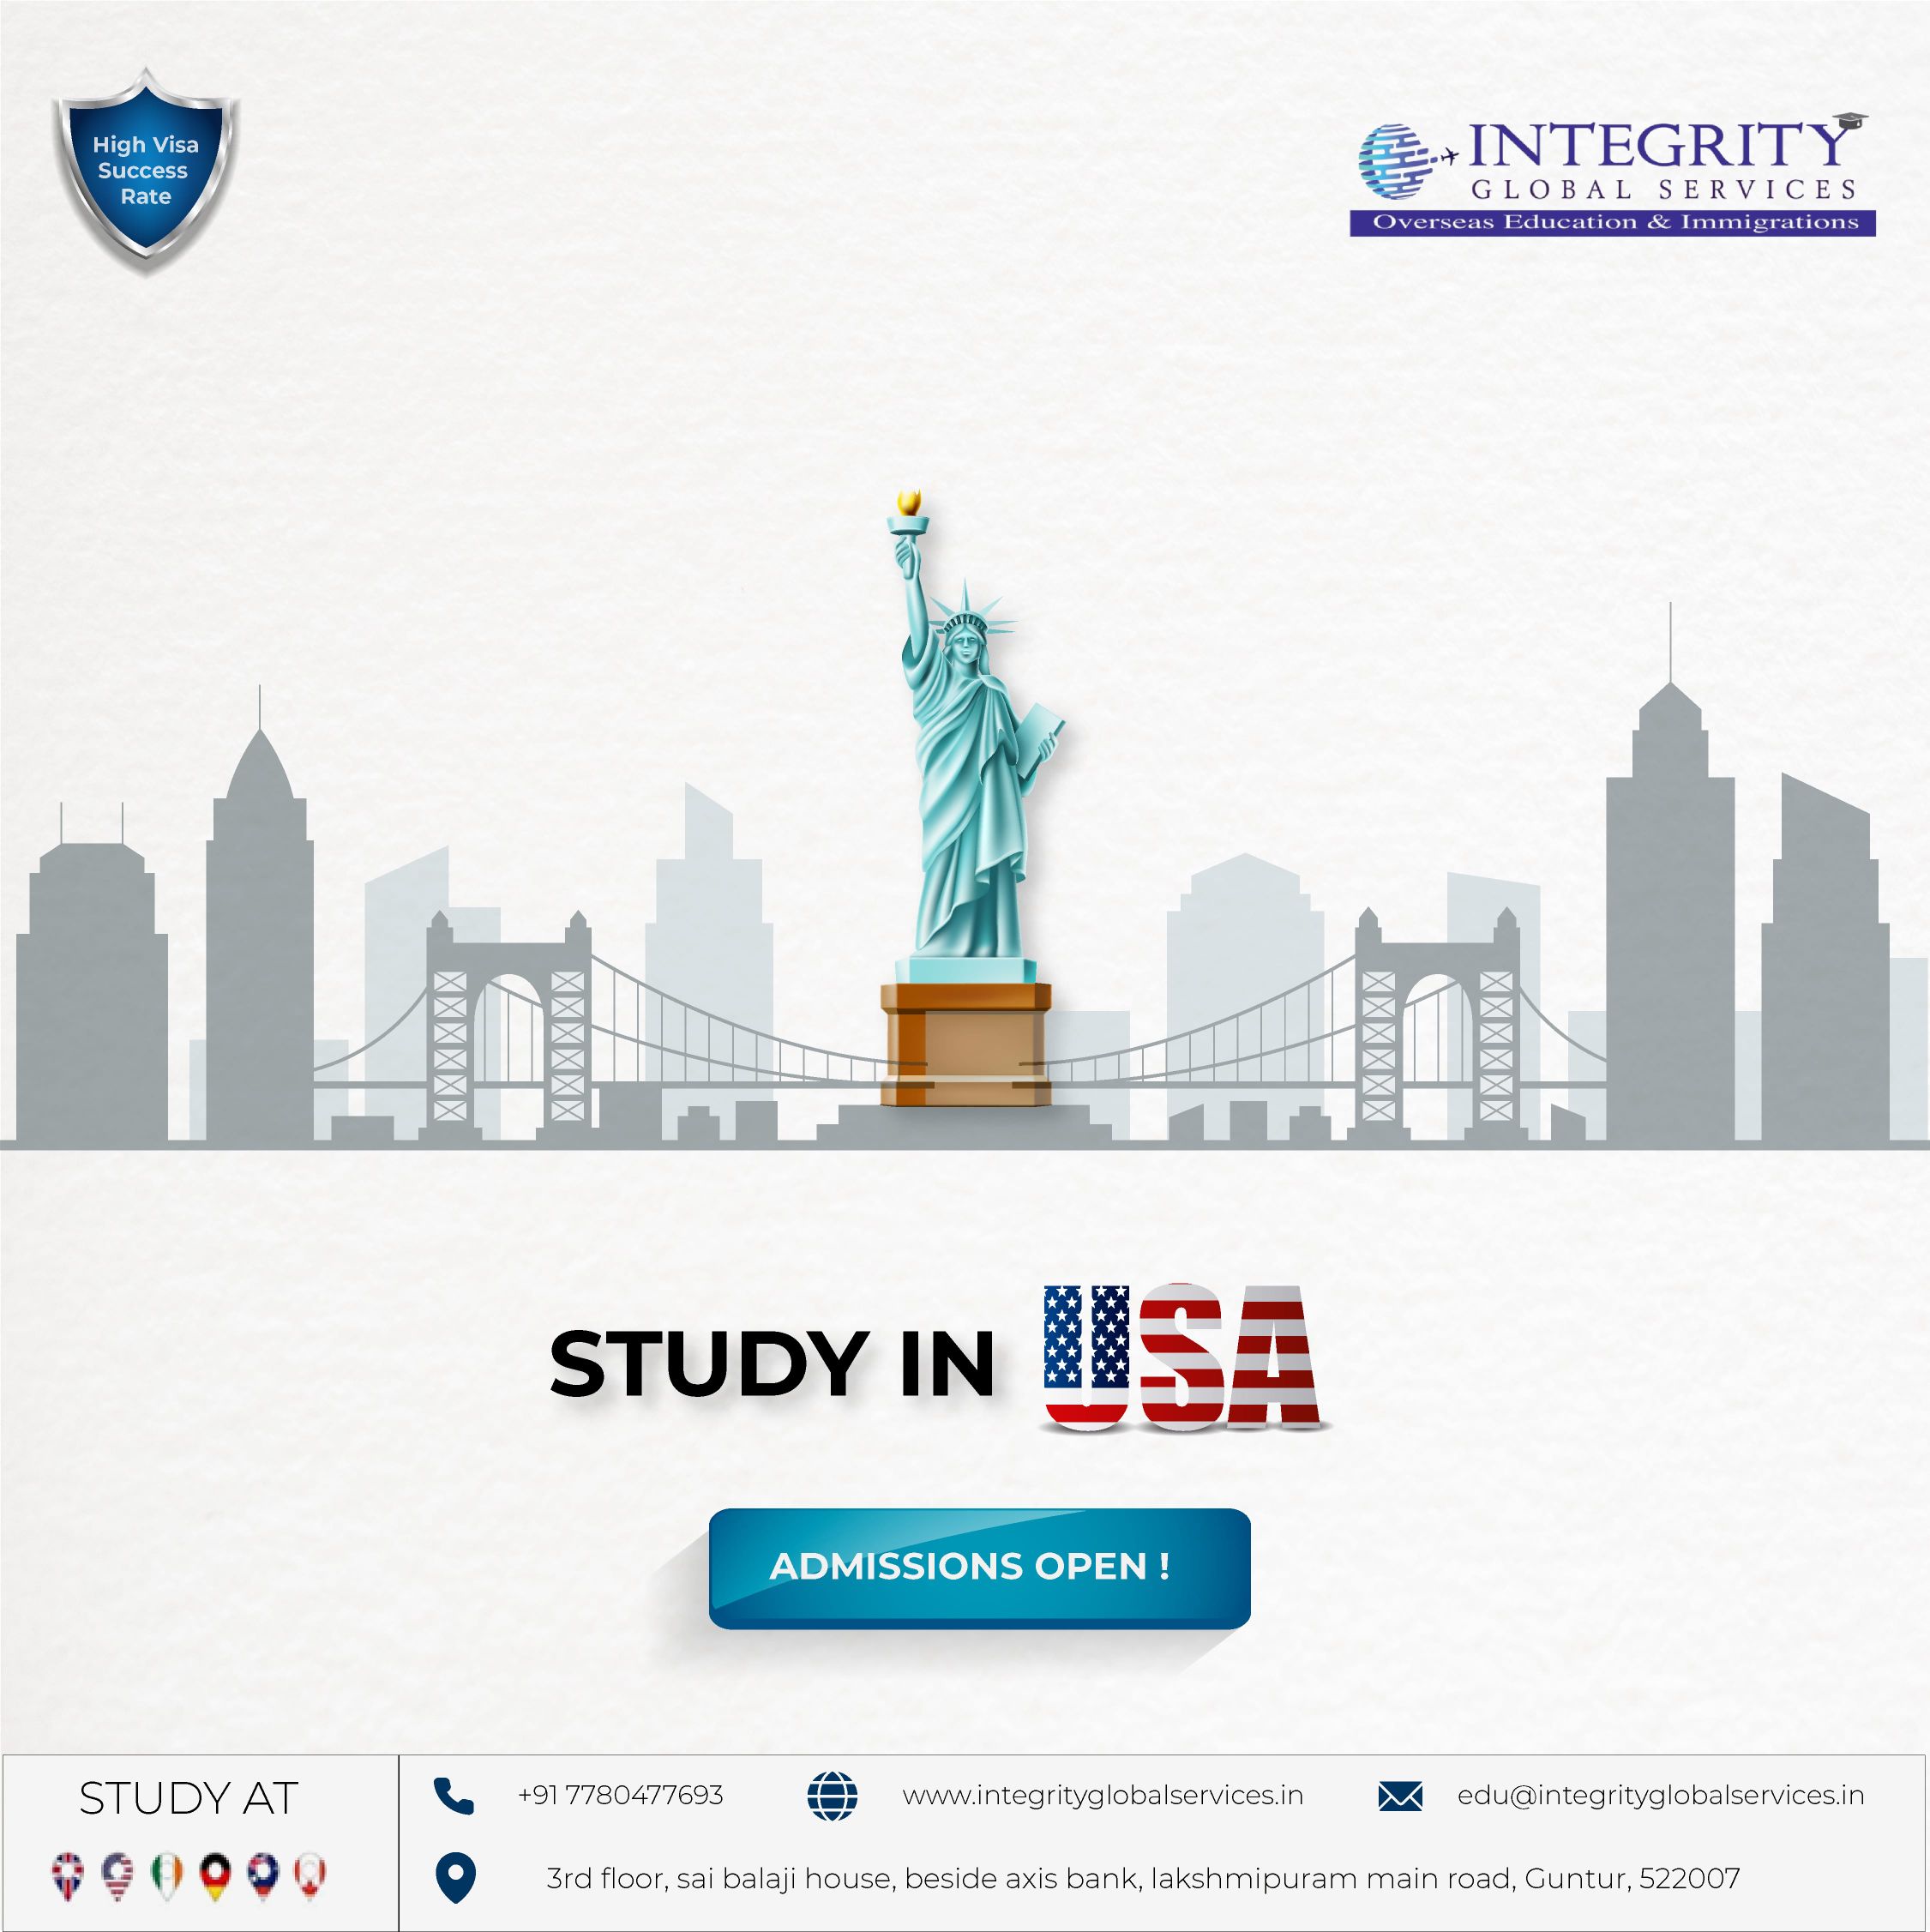 High Visa
Success
Rate
INTEGRITY
GLOBAL SERVICES
Overseas Education & Immigrations
STUDY IN USA
ADMISSIONS OPEN !
STUDY AT
+91 7780477693
www.integrityglobalservices.in
edu@integrityglobalservices.in
3rd floor, sai balaji house, beside axis bank, lakshmipuram main road, Guntur, 522007